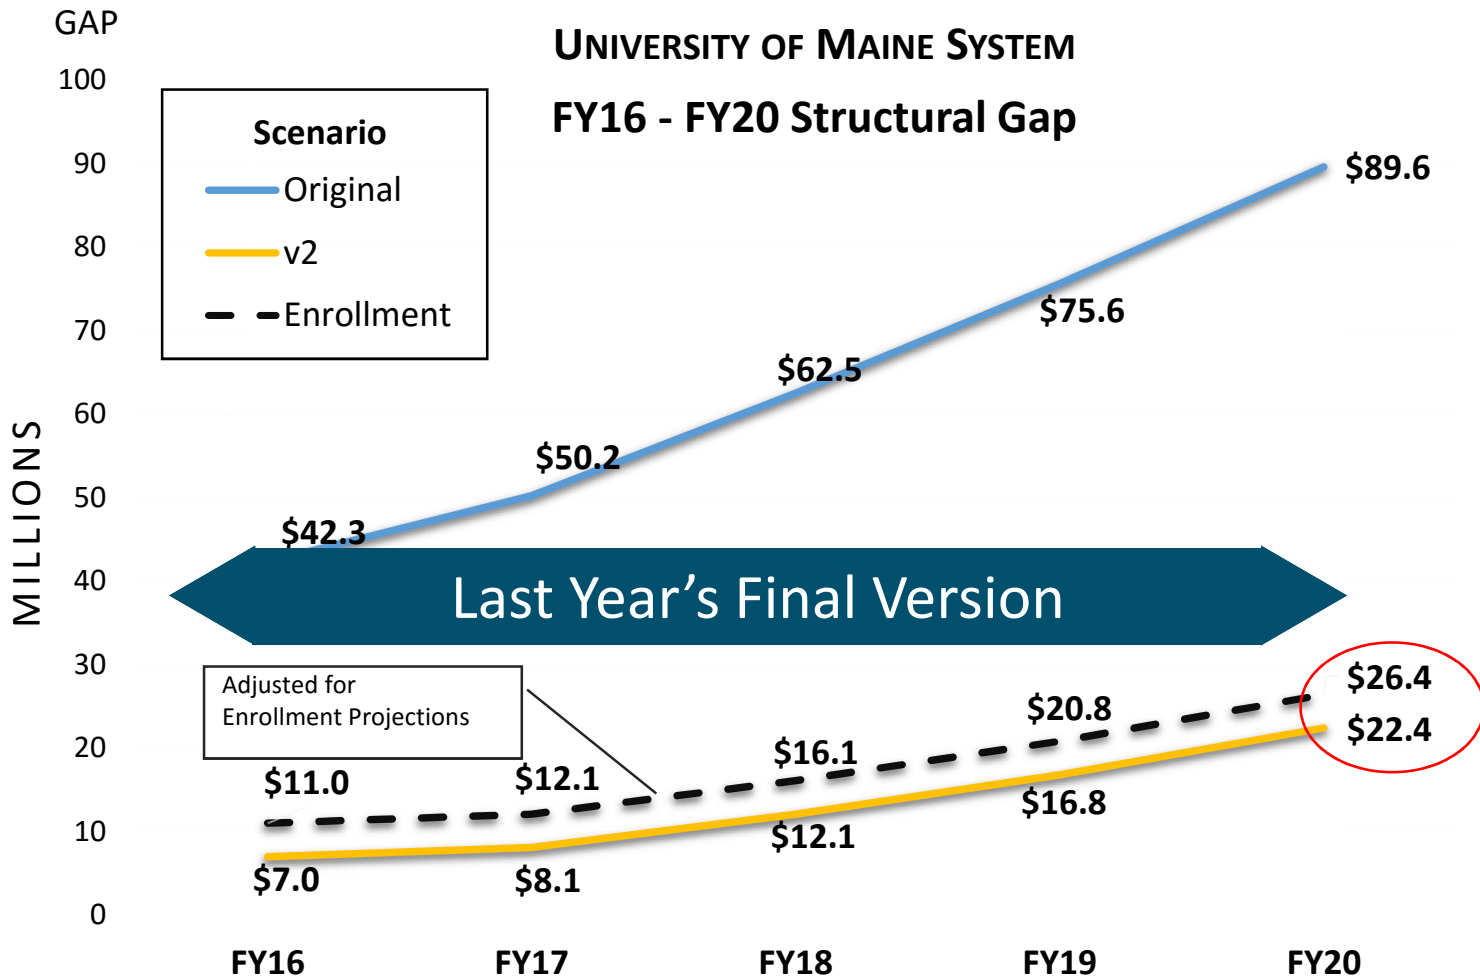 GAP
UNIVERSITY OF MAINE SYSTEM
FY16 - FY20 Structural Gap
100
90
80
70
60
50
40
30
20
10
0
MILLIONS
Scenario
Original
v2
Enrollment
$42.3
$50.2
$62.5
$75.6
$89.6
Last Year’s Final Version
Adjusted for
Enrollment Projections
$11.0
$12.1
$16.1
$20.8
$26.4
$7.0
$8.1
$12.1
$16.8
$22.4
FY16
FY17
FY18
FY19
FY20